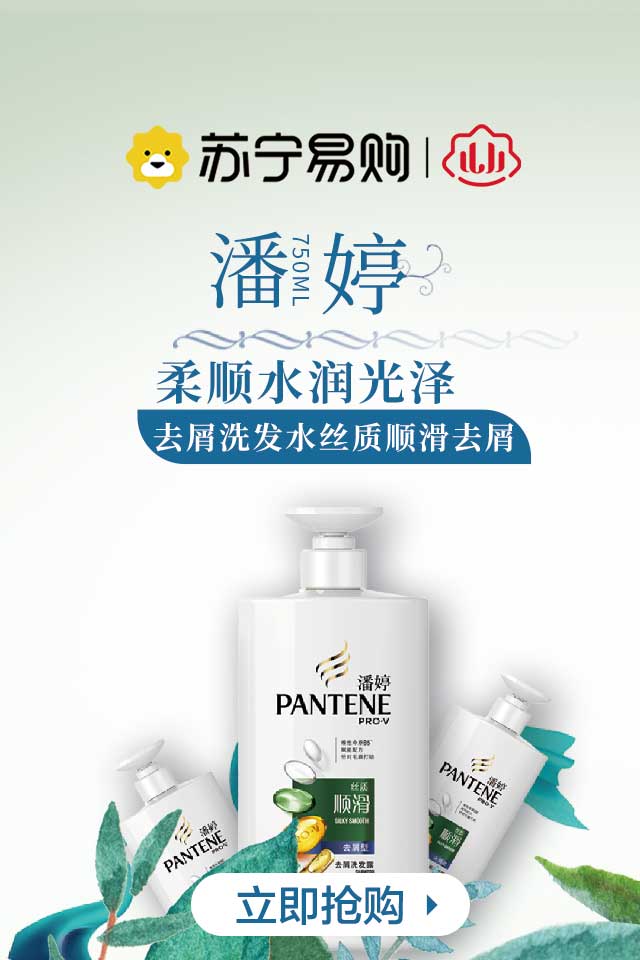 苏宁易购
潘婷
750ML
柔顺水润光泽
去屑洗发水丝质顺滑去屑
潘婷
PANTENE
PRO-V
丝质
顺滑
SILKY SMOOTH
去屑型
去屑洗发露
潘婷
PANTENE
PRO-V
潘婷
PANTENE
PRO-V
顺滑
立即抢购